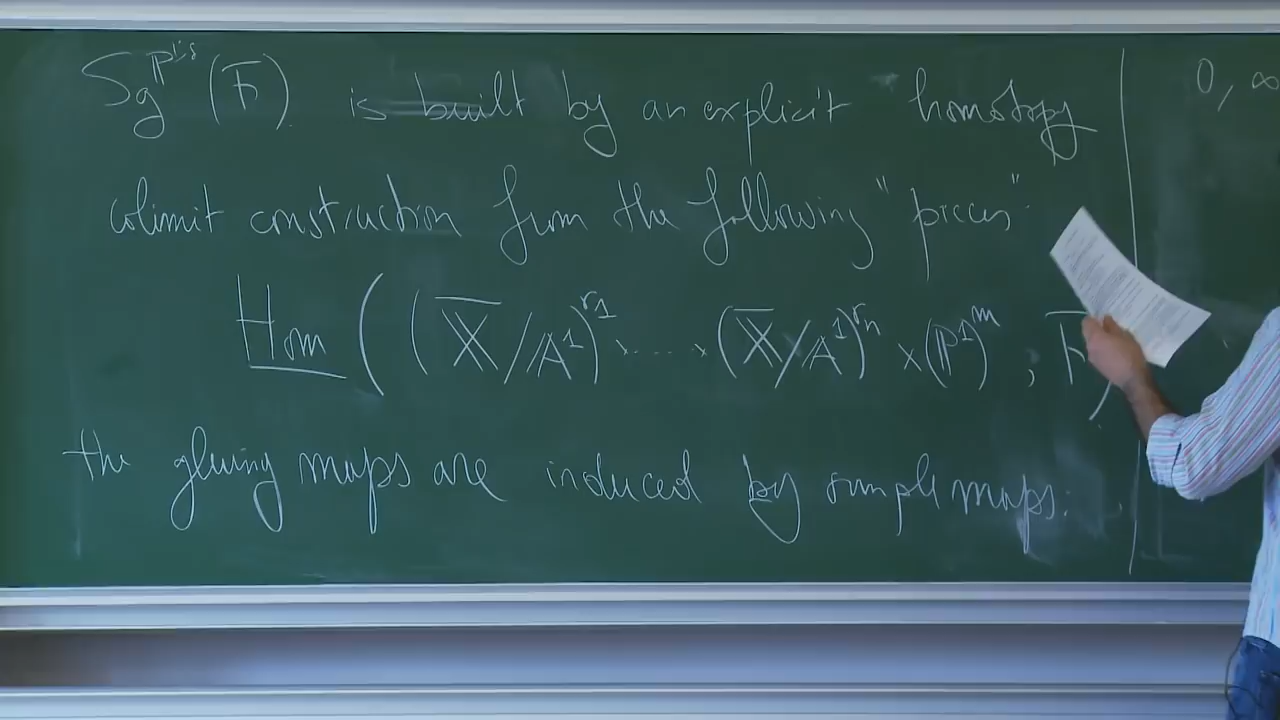 Sg^{ℙ^{1}, s} (F̅) is built by an explicit homotopy
colimit construction from the following "pieces"
Hom ( (𝕏̅/𝔸^1)^{r_1} × ... × (𝕏̅/𝔸^1)^{r_n} × (ℙ^1)^m ; F̅ )
the gluing maps are induced by simple maps:
0, ∞